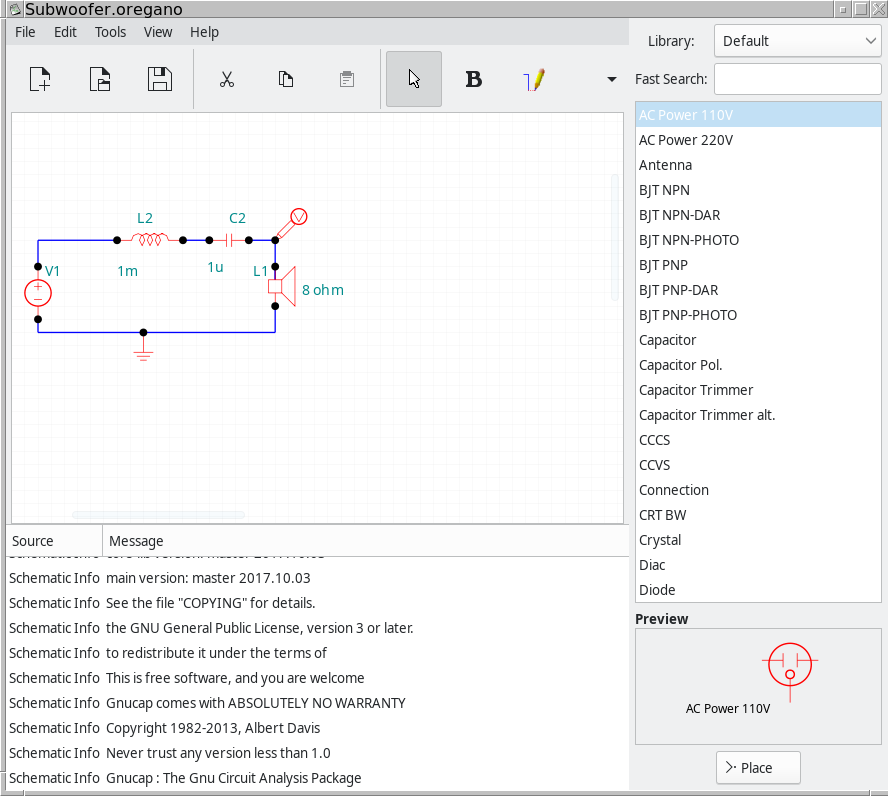 Subwoofer.oregano
File Edit Tools View Help
B
L2 C2 V
V1 1m 1u L1 8 ohm
Source Message
Schematic Info main version: master 2017.10.03
Schematic Info See the file "COPYING" for details.
Schematic Info the GNU General Public License, version 3 or later.
Schematic Info to redistribute it under the terms of
Schematic Info This is free software, and you are welcome
Schematic Info Gnucap comes with ABSOLUTELY NO WARRANTY
Schematic Info Copyright 1982-2013, Albert Davis
Schematic Info Never trust any version less than 1.0
Schematic Info Gnucap : The Gnu Circuit Analysis Package
Library: Default
Fast Search:
AC Power 110V
AC Power 220V
Antenna
BJT NPN
BJT NPN-DAR
BJT NPN-PHOTO
BJT PNP
BJT PNP-DAR
BJT PNP-PHOTO
Capacitor
Capacitor Pol.
Capacitor Trimmer
Capacitor Trimmer alt.
CCCS
CCVS
Connection
CRT BW
Crystal
Diac
Diode
Preview
AC Power 110V
Place